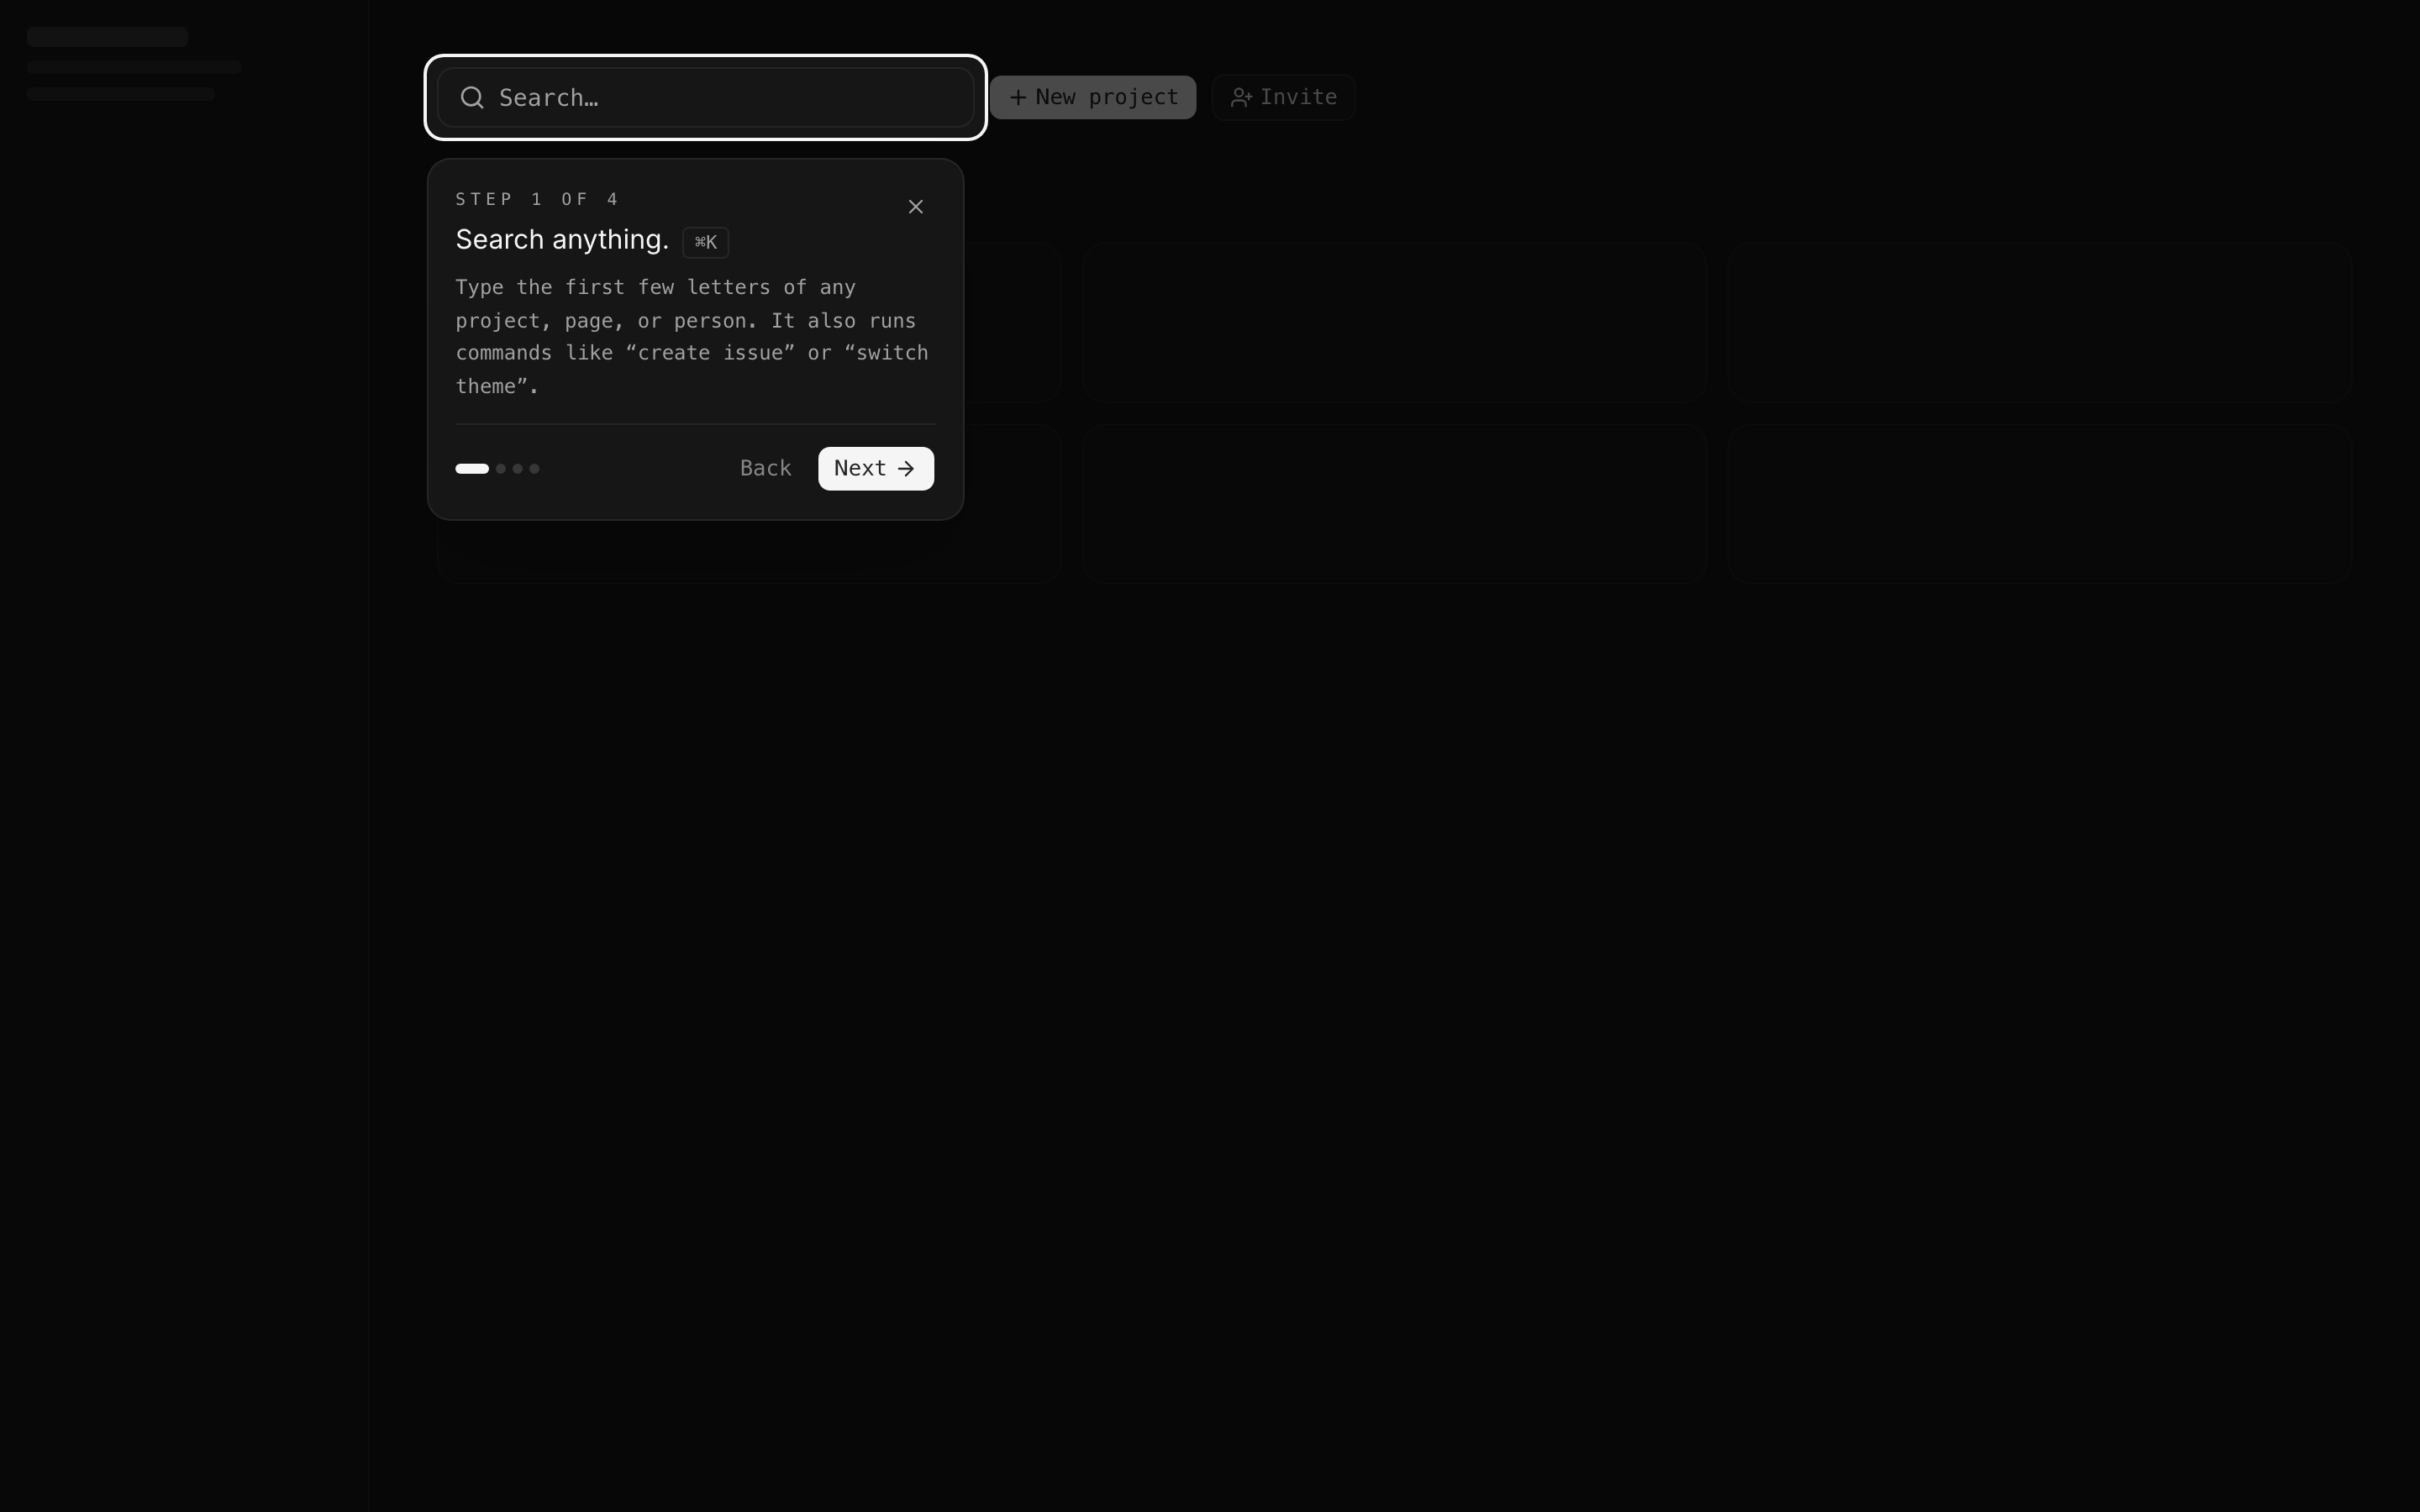 Search…
New project
Invite
STEP 1 OF 4
Search anything. ⌘K
Type the first few letters of any
project, page, or person. It also runs
commands like “create issue” or “switch
theme”.
Back
Next